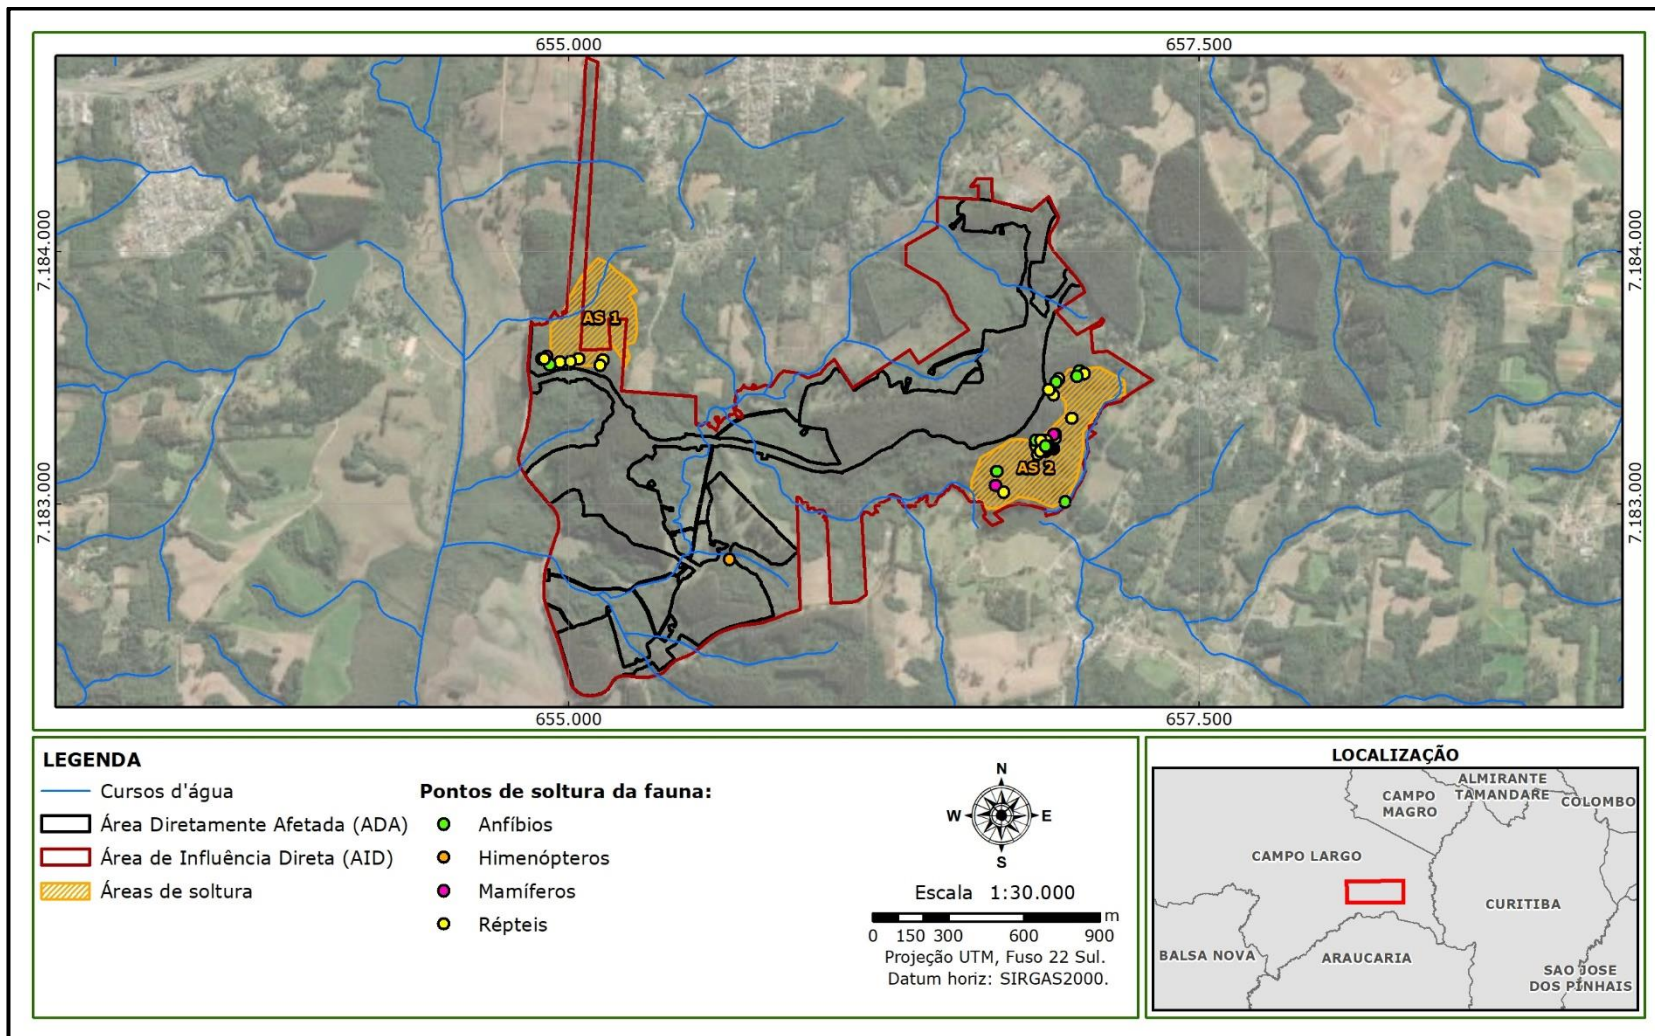 655.000
657.500
7.184.000
7.184.000
AS 1
AS 2
7.183.000
7.183.000
655.000
657.500
LEGENDA
Cursos d'água
Área Diretamente Afetada (ADA)
Área de Influência Direta (AID)
Áreas de soltura
Pontos de soltura da fauna:
Anfíbios
Himenópteros
Mamíferos
Répteis
N
W
E
S
Escala 1:30.000
m
0 150 300 600 900
Projeção UTM, Fuso 22 Sul.
Datum horiz: SIRGAS2000.
LOCALIZAÇÃO
ALMIRANTE
TAMANDARE
CAMPO
MAGRO
COLOMBO
CAMPO LARGO
CURITIBA
BALSA NOVA
ARAUCARIA
SAO JOSE
DOS PINHAIS